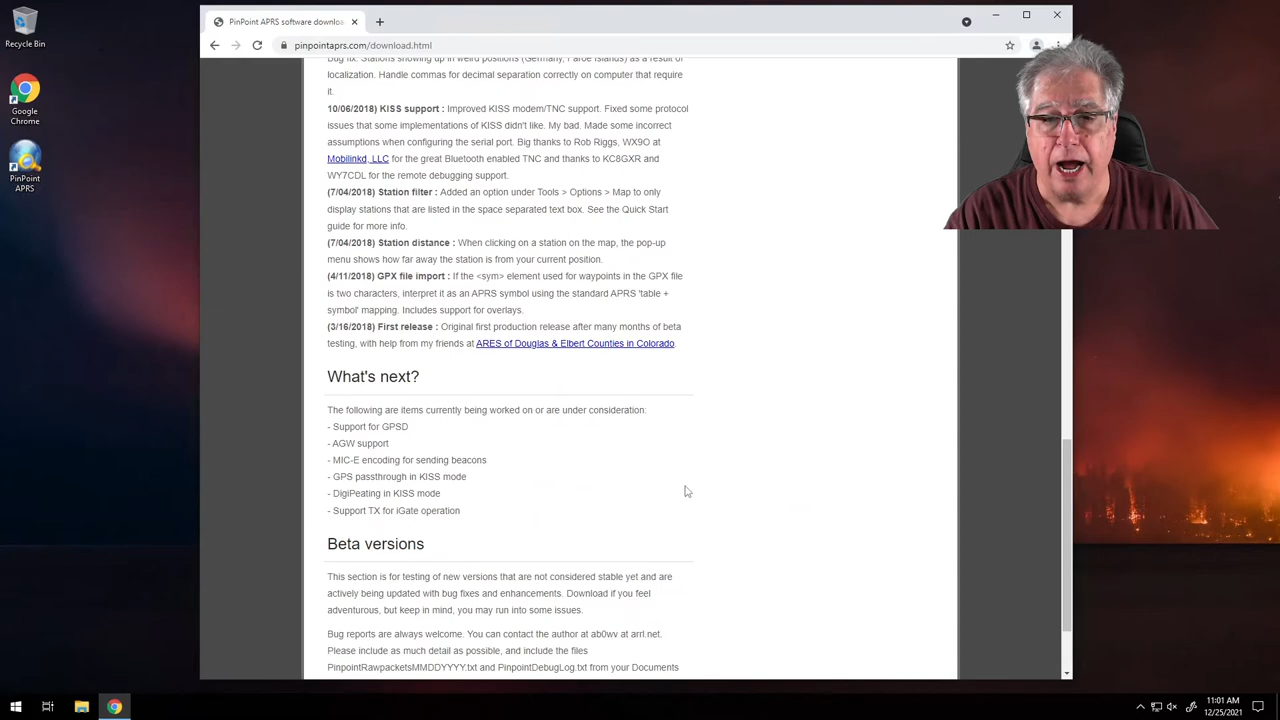 Recycle Bin
Google
Chrome
PinPoint
APRS
PinPoint APRS software downloa
pinpointaprs.com/download.html
Bug fix: Stations showing up in weird positions (Germany, Faroe Islands) as a result of
localization. Handle commas for decimal separation correctly on computer that require
it.
10/06/2018) KISS support : Improved KISS modem/TNC support. Fixed some protocol
issues that some implementations of KISS didn't like. My bad. Made some incorrect
assumptions when configuring the serial port. Big thanks to Rob Riggs, WX9O at
Mobilinkd, LLC for the great Bluetooth enabled TNC and thanks to KC8GXR and
WY7CDL for the remote debugging support.
(7/04/2018) Station filter : Added an option under Tools > Options > Map to only
display stations that are listed in the space separated text box. See the Quick Start
guide for more info.
(7/04/2018) Station distance : When clicking on a station on the map, the pop-up
menu shows how far away the station is from your current position.
(4/11/2018) GPX file import : If the <sym> element used for waypoints in the GPX file
is two characters, interpret it as an APRS symbol using the standard APRS 'table +
symbol' mapping. Includes support for overlays.
(3/16/2018) First release : Original first production release after many months of beta
testing, with help from my friends at ARES of Douglas & Elbert Counties in Colorado.
What's next?
The following are items currently being worked on or are under consideration:
- Support for GPSD
- AGW support
- MIC-E encoding for sending beacons
- GPS passthrough in KISS mode
- DigiPeating in KISS mode
- Support TX for iGate operation
Beta versions
This section is for testing of new versions that are not considered stable yet and are
actively being updated with bug fixes and enhancements. Download if you feel
adventurous, but keep in mind, you may run into some issues.
Bug reports are always welcome. You can contact the author at ab0wv at arrl.net.
Please include as much detail as possible, and include the files
PinpointRawpacketsMMDDYYYY.txt and PinpointDebugLog.txt from your Documents
11:01 AM
12/25/2021